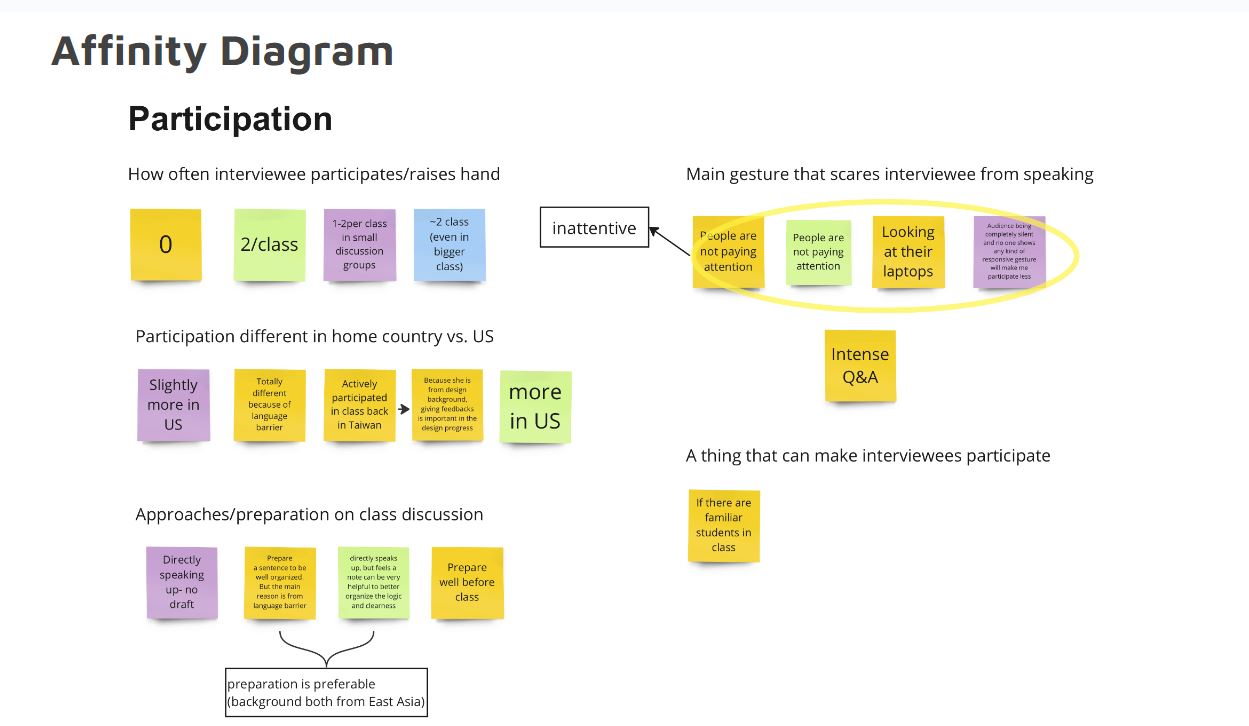 Affinity Diagram
Participation
How often interviewee participates/raises hand
0
2/class
1-2per class
in small
discussion
groups
~2 class
(even in
bigger
class)
Main gesture that scares interviewee from speaking
inattentive
People are
not paying
attention
People are
not paying
attention
Looking
at their
laptops
Audience being
completely silent
and no one shows
any kind of
responsive gesture
will make me
participate less
Intense
Q&A
Participation different in home country vs. US
Slightly
more in
US
Totally
different
because of
language
barrier
Actively
participated
in class back
in Taiwan
Because she is
from design
background,
giving feedbacks
is important in the
design progress
more
in US
A thing that can make interviewees participate
If there are
familiar
students in
class
Approaches/preparation on class discussion
Directly
speaking
up- no
draft
Prepare
a sentence to be
well organized.
But the main
reason is from
language barrier
directly speaks
up, but feels a
note can be very
helpful to better
organize the logic
and clearness
Prepare
well before
class
preparation is preferable
(background both from East Asia)